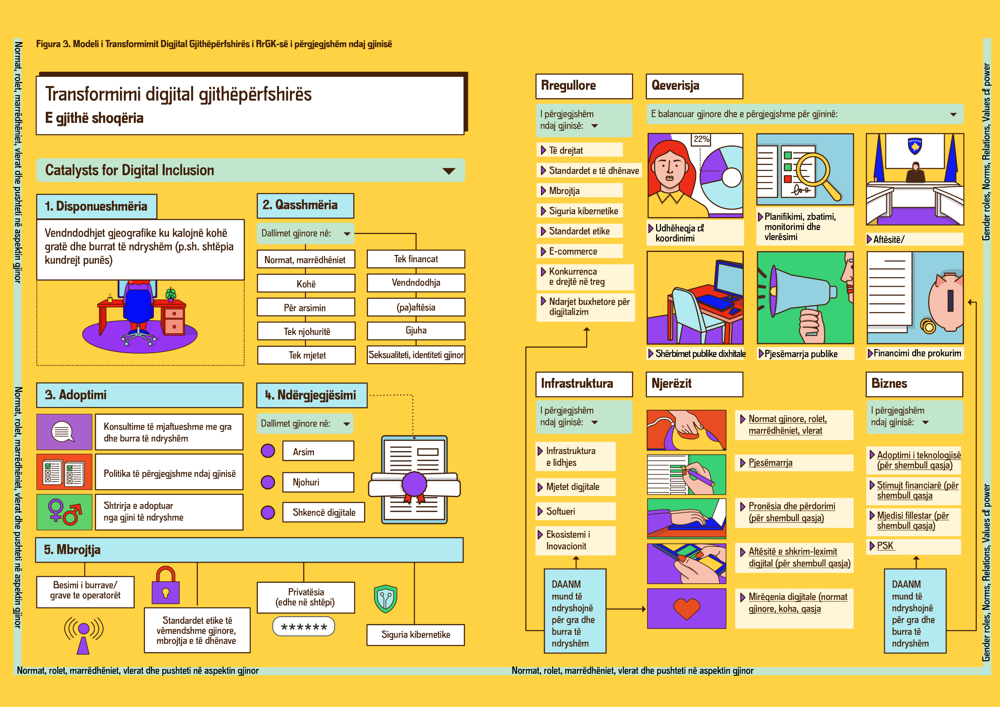 Figura 3. Modeli i Transformimit Digjital Gjithëpërfshirës i RrGK-së i përgjegjshëm ndaj gjinisë
Transformimi digjital gjithëpërfshirës
E gjithë shoqëria
Catalysts for Digital Inclusion
1. Disponueshmëria
Vendndodhjet gjeografike ku kalojnë kohë
gratë dhe burrat të ndryshëm (p.sh. shtëpia
kundrejt punës)
2. Qasshmëria
Dallimet gjinore në:
Normat, marrëdhëniet
Kohë
Për arsimin
Tek njohuritë
Tek mjetet
Tek financat
Vendndodhja
(pa)aftësia
Gjuha
Seksualiteti, identiteti gjinor
3. Adoptimi
Konsultime të mjaftueshme me gra
dhe burra të ndryshëm
Politika të përgjegjshme ndaj gjinisë
Shtrirja e adoptuar
nga gjini të ndryshme
4. Ndërgjegjësimi
Dallimet gjinore në:
Arsim
Njohuri
Shkencë digjitale
5. Mbrojtja
Besimi i burrave/
grave te operatorët
Standardet etike të
vëmendshme gjinore,
mbrojtja e të dhënave
Privatësia
(edhe në shtëpi)
******
Siguria kibernetike
Rregullore
I përgjegjshëm
ndaj gjinisë:
Të drejtat
Standardet e të dhënave
Mbrojtja
Siguria kibernetike
Standardet etike
E-commerce
Konkurrenca
e drejtë në treg
Ndarjet buxhetore për
digjitalizim
Qeverisja
E balancuar gjinore dhe e përgjegjshme për gjininë:
22%
Udhëheqja &
koordinimi
Planifikimi, zbatimi,
monitorimi dhe
vlerësimi
Aftësitë/
Shërbimet publike dixhitale
Pjesëmarrja publike
Financimi dhe prokurim
Infrastruktura
I përgjegjshëm
ndaj gjinisë:
Infrastruktura
e lidhjes
Mjetet digjitale
Softueri
Ekosistemi i
Inovacionit
DAANM
mund të
ndryshojnë
për gra dhe
burra të
ndryshëm
Njerëzit
Normat gjinore, rolet,
marrëdhëniet, vlerat
Pjesëmarrja
Pronësia dhe përdorimi
(për shembull qasja)
Aftësitë e shkrim-leximit
digjital (për shembull qasja)
Mirëqenia digjitale (normat
gjinore, koha, qasja
Biznes
I përgjegjshëm
ndaj gjinisë:
Adoptimi i teknologjisë
(për shembull qasja)
Stimujt financiarë (për
shembull qasja
Mjedisi fillestar (për
shembull qasja)
PSK
DAANM
mund të
ndryshojnë
për gra dhe
burra të
ndryshëm
Normat, rolet, marrëdhëniet, vlerat dhe pushteti në aspektin gjinor
Normat, rolet, marrëdhëniet, vlerat dhe pushteti në aspektin gjinor
Normat, rolet, marrëdhëniet, vlerat dhe pushteti në aspektin gjinor
Normat, rolet, marrëdhëniet, vlerat dhe pushteti në aspektin gjinor
Gender roles, Norms, Relations, Values & power
Gender roles, Norms, Relations, Values & power